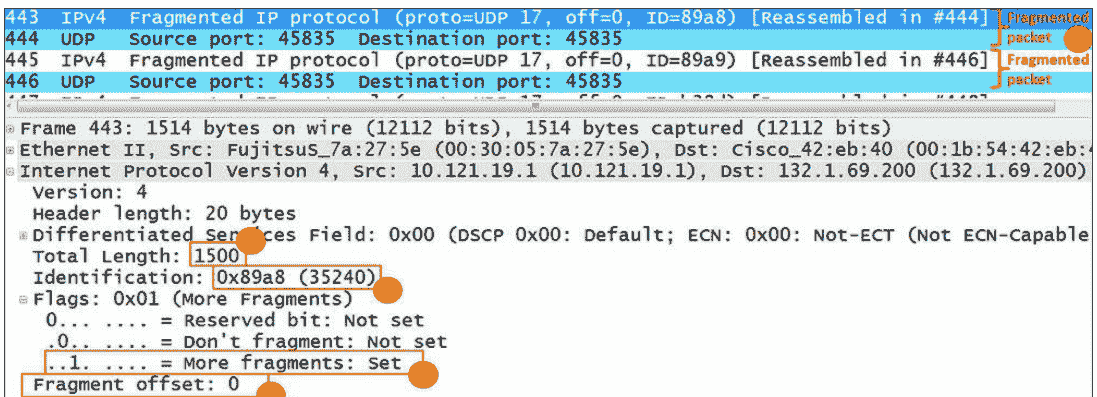 443 IPv4 Fragmented IP protocol (proto=UDP 17, off=0, ID=89a8) [Reassembled in #444] Fragmented
444 UDP Source port: 45835 Destination port: 45835 packet
445 IPv4 Fragmented IP protocol (proto=UDP 17, off=0, ID=89a9) [Reassembled in #446] Fragmented
446 UDP Source port: 45835 Destination port: 45835 packet
Frame 443: 1514 bytes on wire (12112 bits), 1514 bytes captured (12112 bits)
Ethernet II, Src: FujitsuS_7a:27:5e (00:30:05:7a:27:5e), Dst: Cisco_42:eb:40 (00:1b:54:42:eb:4
Internet Protocol Version 4, Src: 10.121.19.1 (10.121.19.1), Dst: 132.1.69.200 (132.1.69.200)
Version: 4
Header length: 20 bytes
Differentiated Services Field: 0x00 (DSCP 0x00: Default; ECN: 0x00: Not-ECT (Not ECN-Capable
Total Length: 1500
Identification: 0x89a8 (35240)
Flags: 0x01 (More Fragments)
0... .... = Reserved bit: Not set
.0.. .... = Don't fragment: Not set
..1. .... = More fragments: Set
Fragment offset: 0